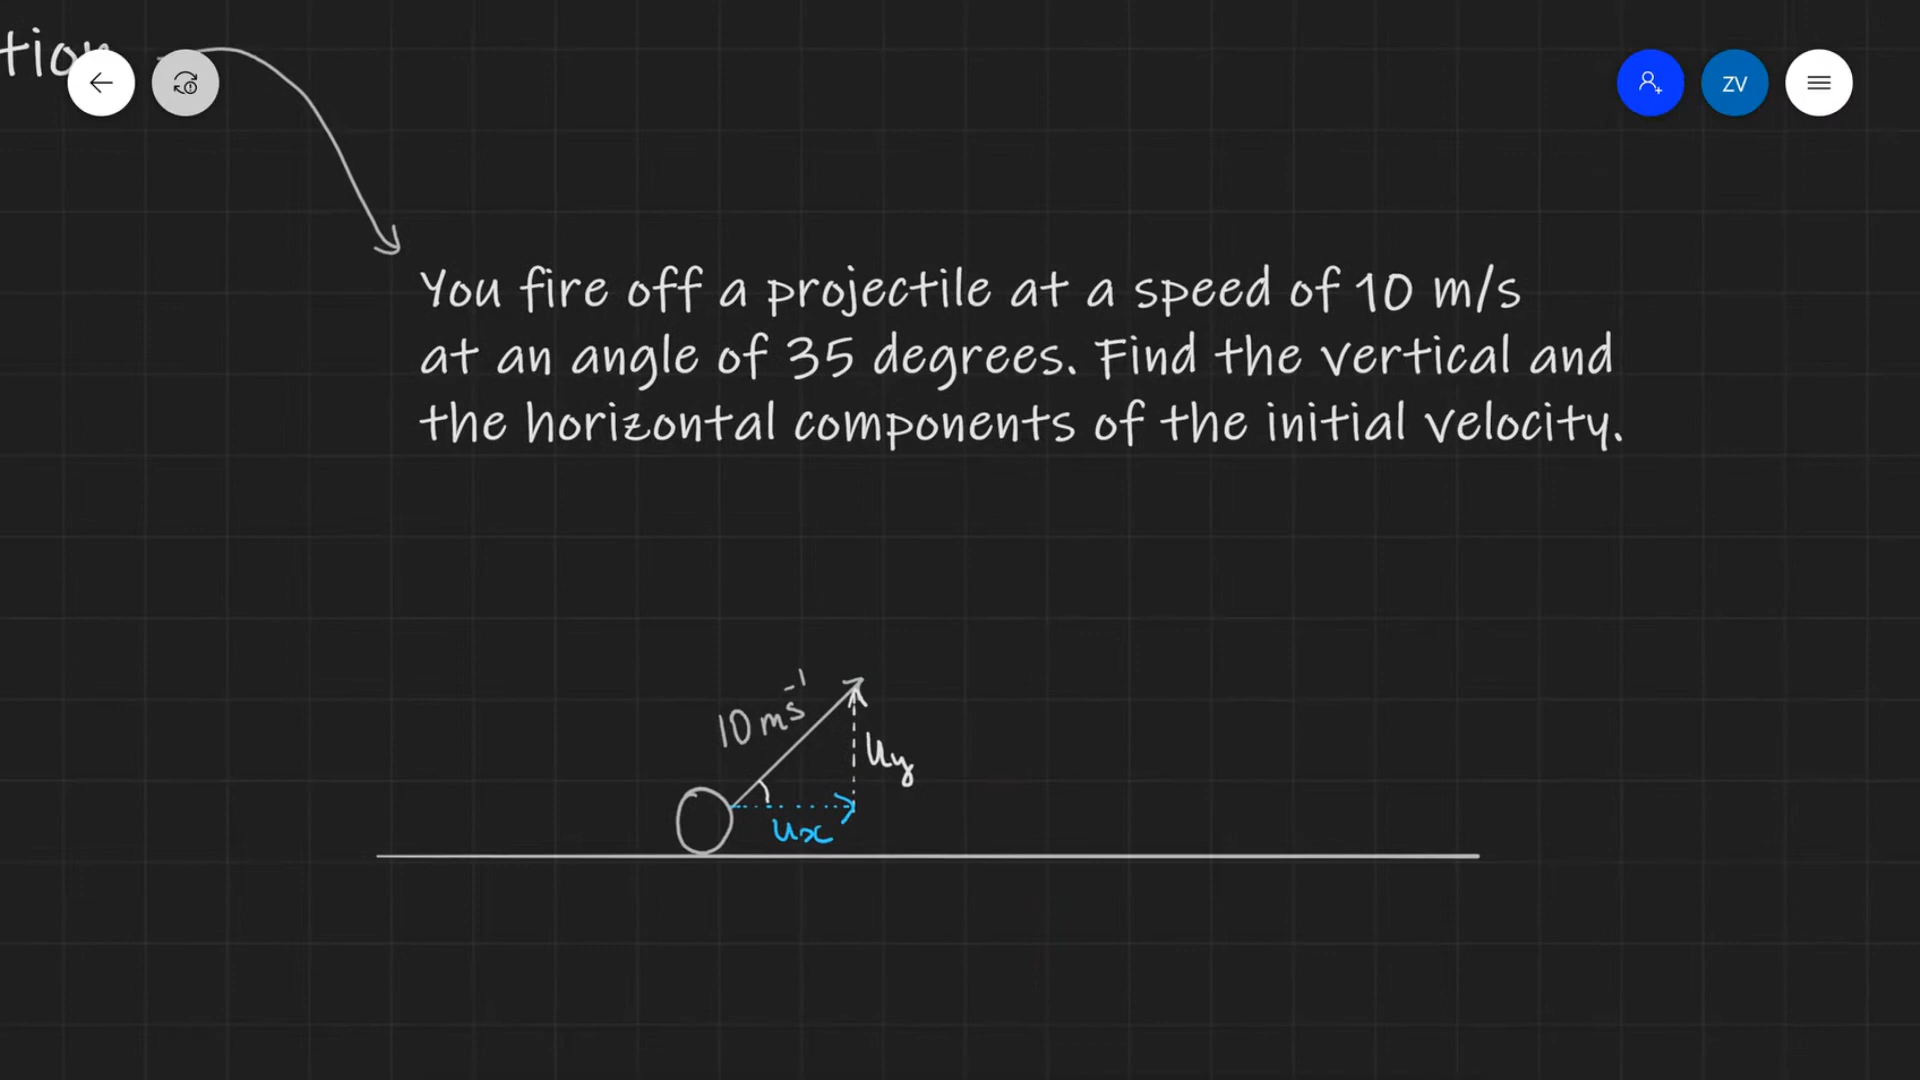 tion
ZV
You fire off a projectile at a speed of 10 m/s
at an angle of 35 degrees. Find the vertical and
the horizontal components of the initial velocity.
10 ms⁻¹
uy
ux